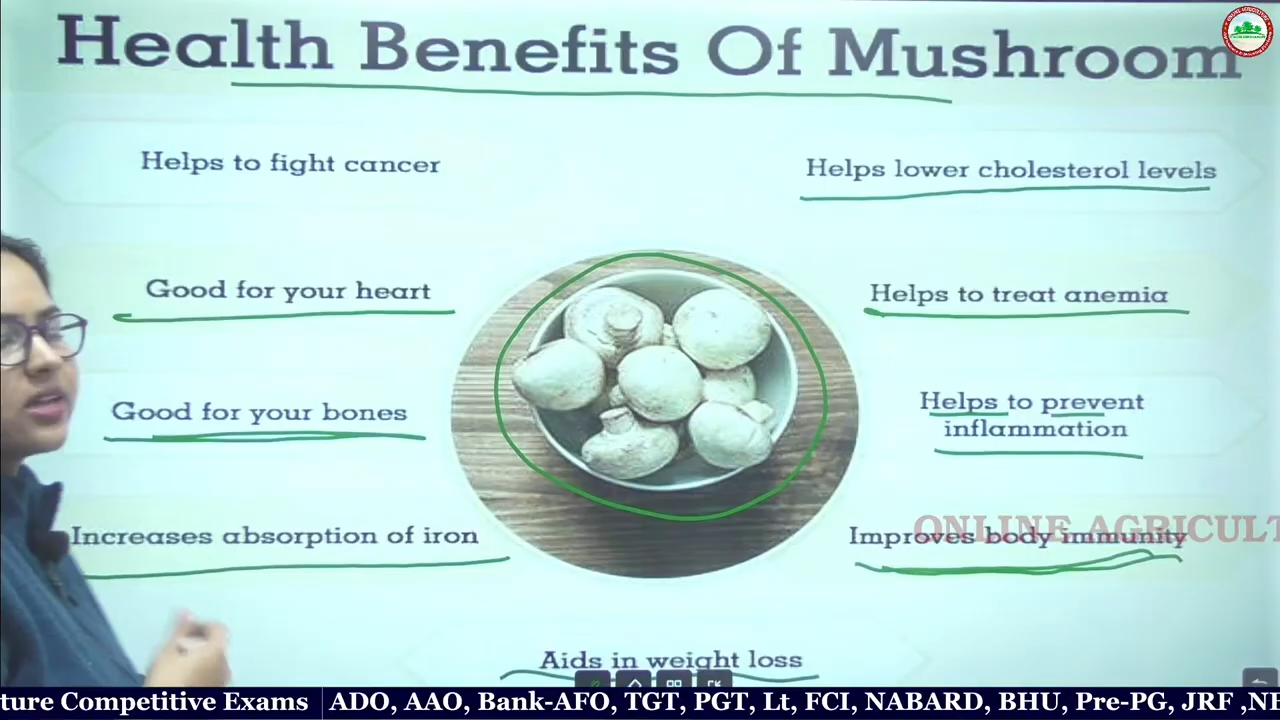 Health Benefits Of Mushroom
Helps to fight cancer
Helps lower cholesterol levels
Good for your heart
Helps to treat anemia
Good for your bones
Helps to prevent
inflammation
Increases absorption of iron
Improves body immunity
ONLINE AGRICULT
Aids in weight loss
ture Competitive Exams
ADO, AAO, Bank-AFO, TGT, PGT, Lt, FCI, NABARD, BHU, Pre-PG, JRF ,NE